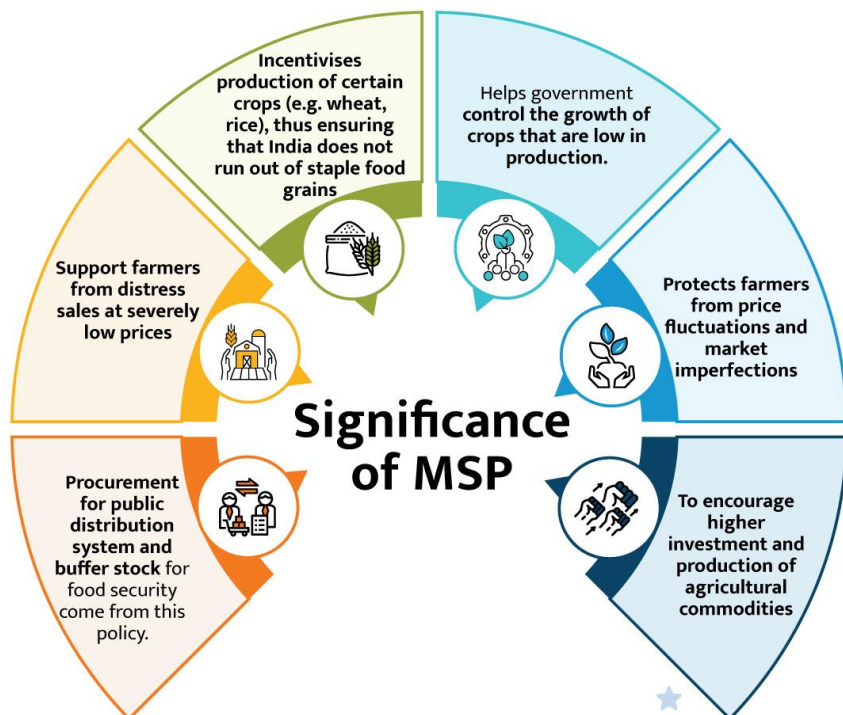 Incentivises
production of certain
crops (e.g. wheat,
rice), thus ensuring
that India does not
run out of staple food
grains
Helps government
control the growth of
crops that are low in
production.
Support farmers
from distress
sales at severely
low prices
Protects farmers
from price
fluctuations and
market
imperfections
Significance
of MSP
Procurement
for public
distribution
system and
buffer stock for
food security
come from this
policy.
To encourage
higher
investment and
production of
agricultural
commodities